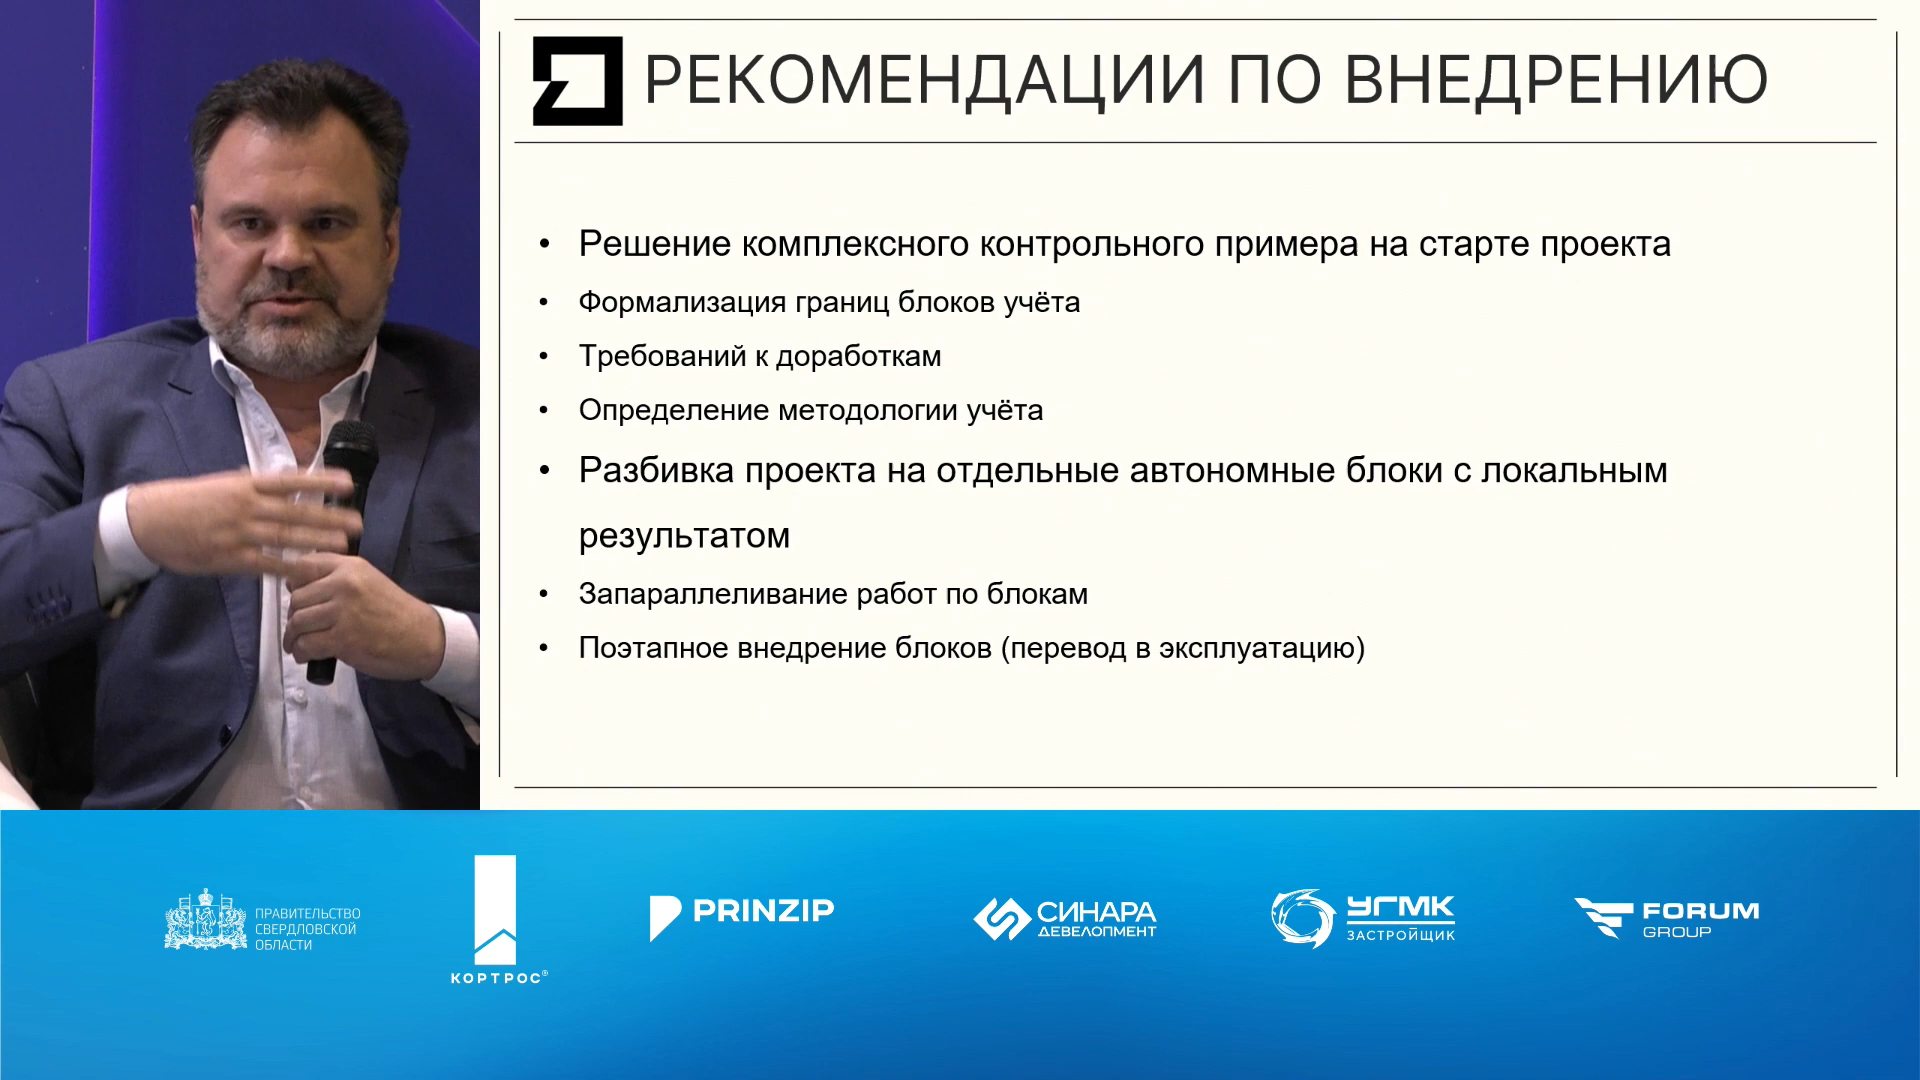 РЕКОМЕНДАЦИИ ПО ВНЕДРЕНИЮ
• Решение комплексного контрольного примера на старте проекта
• Формализация границ блоков учёта
• Требований к доработкам
• Определение методологии учёта
• Разбивка проекта на отдельные автономные блоки с локальным
результатом
• Запараллеливание работ по блокам
• Поэтапное внедрение блоков (перевод в эксплуатацию)
ПРАВИТЕЛЬСТВО
СВЕРДЛОВСКОЙ
ОБЛАСТИ
КОРТРОС®
PRINZIP
СИНАРА
ДЕВЕЛОПМЕНТ
УГМК
ЗАСТРОЙЩИК
FORUM
GROUP